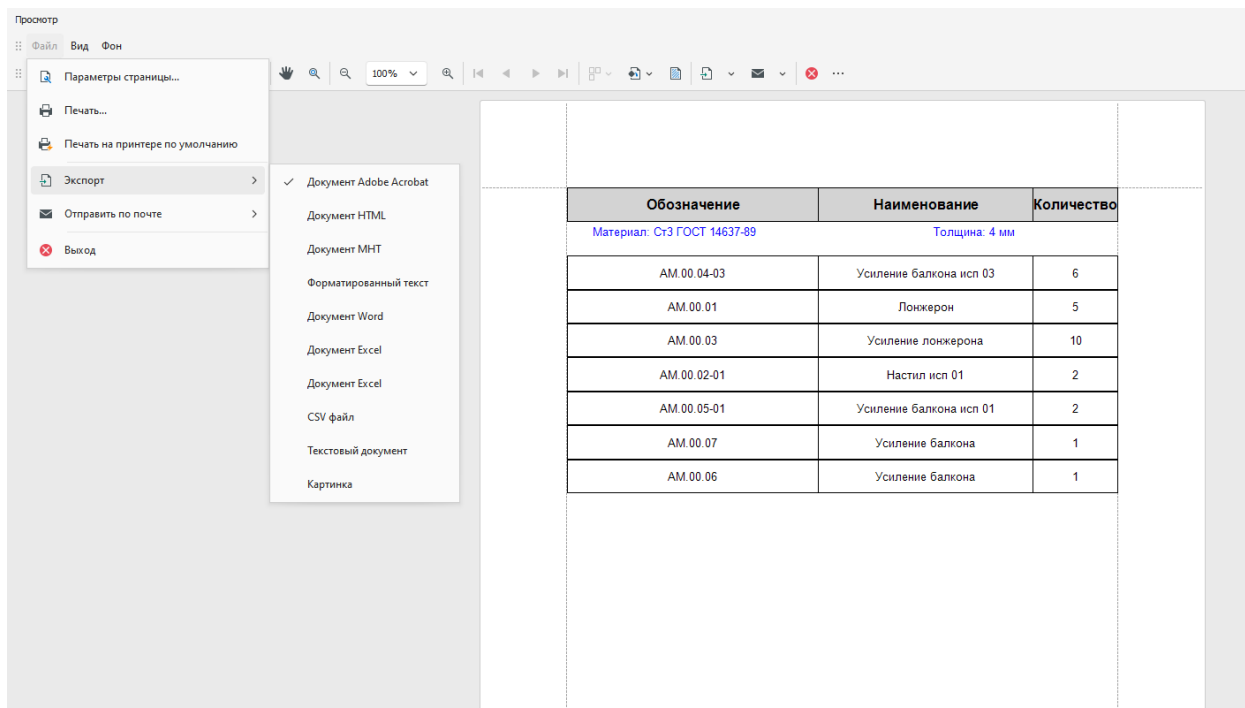 Просмотр
Файл Вид Фон
100%
Параметры страницы...
Печать...
Печать на принтере по умолчанию
Экспорт
Отправить по почте
Выход
Документ Adobe Acrobat
Документ HTML
Документ MHT
Форматированный текст
Документ Word
Документ Excel
Документ Excel
CSV файл
Текстовый документ
Картинка
Обозначение Наименование Количество
Материал: Ст3 ГОСТ 14637-89 Толщина: 4 мм
АМ.00.04-03 Усиление балкона исп 03 6
АМ.00.01 Лонжерон 5
АМ.00.03 Усиление лонжерона 10
АМ.00.02-01 Настил исп 01 2
АМ.00.05-01 Усиление балкона исп 01 2
АМ.00.07 Усиление балкона 1
АМ.00.06 Усиление балкона 1